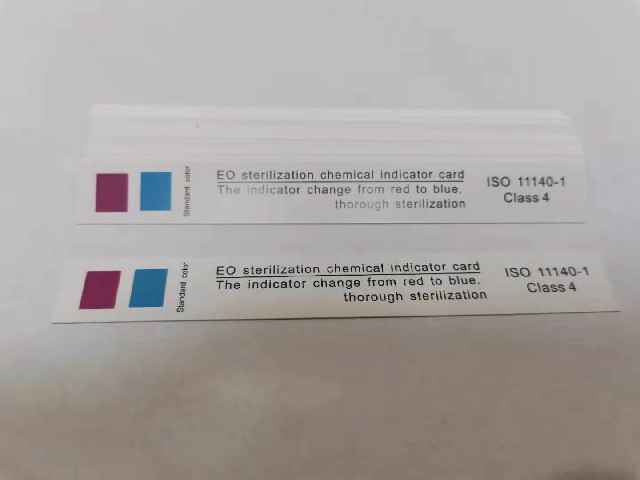 Standard color
EO sterilization chemical indicator card
The indicator change from red to blue.
thorough sterilization
ISO 11140-1
Class 4
Standard color
EO sterilization chemical indicator card
The indicator change from red to blue.
thorough sterilization
ISO 11140-1
Class 4